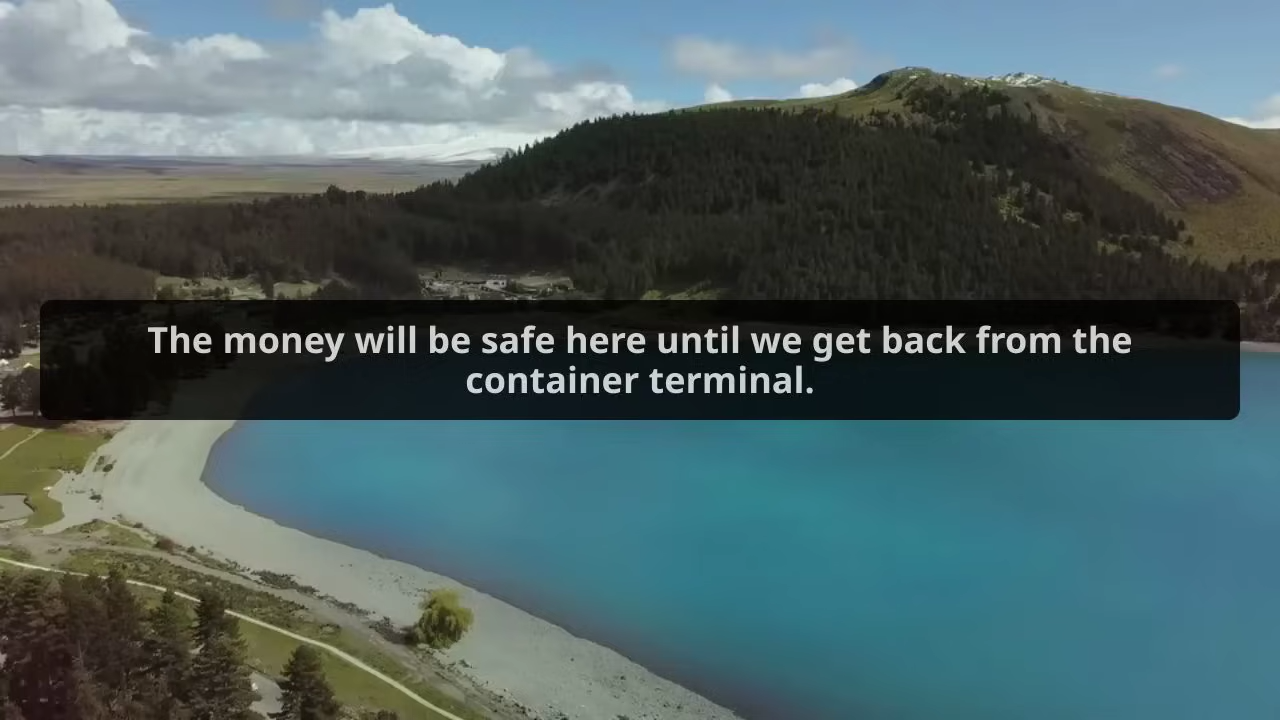 The money will be safe here until we get back from the
container terminal.